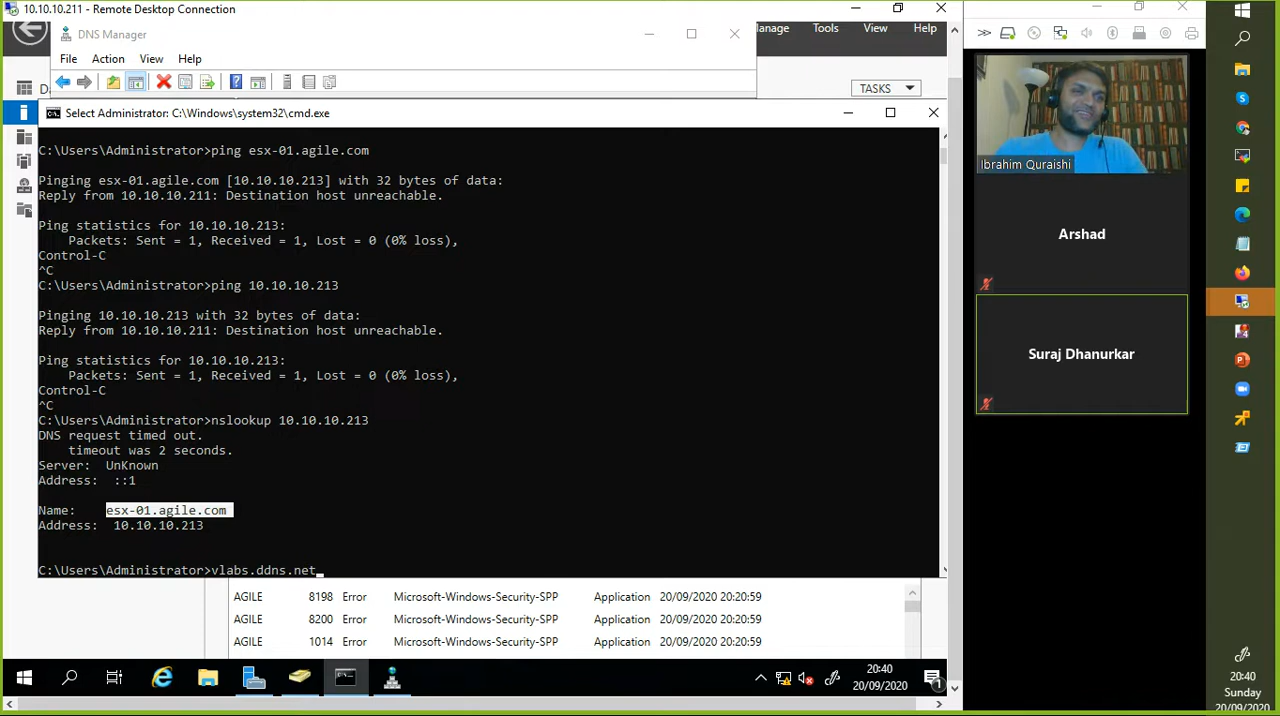 10.10.10.211 - Remote Desktop Connection
DNS Manager
Manage
Tools
View
Help
File
Action
View
Help
TASKS
Select Administrator: C:\Windows\system32\cmd.exe
C:\Users\Administrator>ping esx-01.agile.com
Pinging esx-01.agile.com [10.10.10.213] with 32 bytes of data:
Reply from 10.10.10.211: Destination host unreachable.
Ping statistics for 10.10.10.213:
Packets: Sent = 1, Received = 1, Lost = 0 (0% loss),
Control-C
^C
C:\Users\Administrator>ping 10.10.10.213
Pinging 10.10.10.213 with 32 bytes of data:
Reply from 10.10.10.211: Destination host unreachable.
Ping statistics for 10.10.10.213:
Packets: Sent = 1, Received = 1, Lost = 0 (0% loss),
Control-C
^C
C:\Users\Administrator>nslookup 10.10.10.213
DNS request timed out.
timeout was 2 seconds.
Server:  UnKnown
Address:  ::1
Name:    esx-01.agile.com
Address:  10.10.10.213
C:\Users\Administrator>vlabs.ddns.net_
AGILE 8198 Error Microsoft-Windows-Security-SPP Application 20/09/2020 20:20:59
AGILE 8200 Error Microsoft-Windows-Security-SPP Application 20/09/2020 20:20:59
AGILE 1014 Error Microsoft-Windows-Security-SPP Application 20/09/2020 20:20:59
20:40
20/09/2020
1
Ibrahim Quraishi
Arshad
Suraj Dhanurkar
20:40
Sunday
20/09/2020